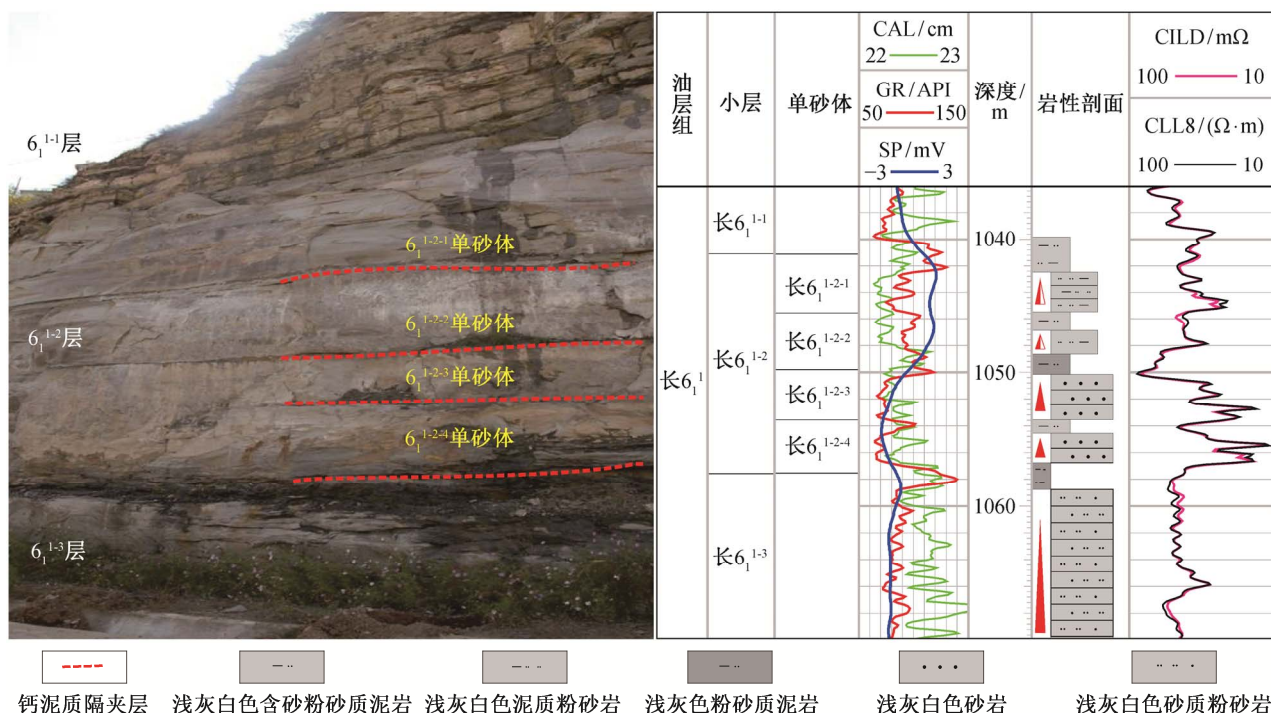 6₁¹⁻¹层
6₁¹⁻²⁻¹单砂体
6₁¹⁻²层
6₁¹⁻²⁻²单砂体
6₁¹⁻²⁻³单砂体
6₁¹⁻²⁻⁴单砂体
6₁¹⁻³层
油层组
小层
单砂体
CAL/cm
22 23
GR/API
50 150
SP/mV
−3 3
深度/m
岩性剖面
CILD/mΩ
100 10
CLL8/(Ω·m)
100 10
长6₁¹
长6₁¹⁻¹
长6₁¹⁻²
长6₁¹⁻³
长6₁¹⁻²⁻¹
长6₁¹⁻²⁻²
长6₁¹⁻²⁻³
长6₁¹⁻²⁻⁴
1040
1050
1060
钙泥质隔夹层
浅灰白色含砂粉砂质泥岩
浅灰白色泥质粉砂岩
浅灰色粉砂质泥岩
浅灰白色砂岩
浅灰白色砂质粉砂岩